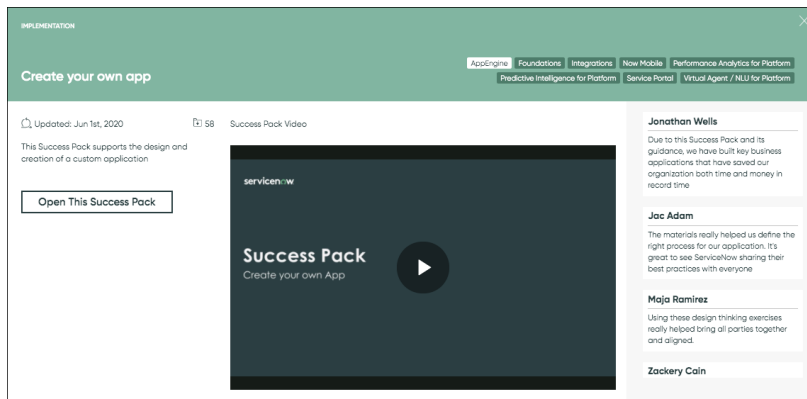 IMPLEMENTATION
Create your own app
AppEngine Foundations Integrations Now Mobile Performance Analytics for Platform
Predictive Intelligence for Platform Service Portal Virtual Agent / NLU for Platform
Updated: Jun 1st, 2020
58
This Success Pack supports the design and
creation of a custom application
Open This Success Pack
Success Pack Video
servicenow
Success Pack
Create your own App
Jonathan Wells
Due to this Success Pack and its
guidance, we have built key business
applications that have saved our
organization both time and money in
record time
Jac Adam
The materials really helped us define the
right process for our application. It's
great to see ServiceNow sharing their
best practices with everyone
Maja Ramirez
Using these design thinking exercises
really helped bring all parties together
and aligned.
Zackery Cain